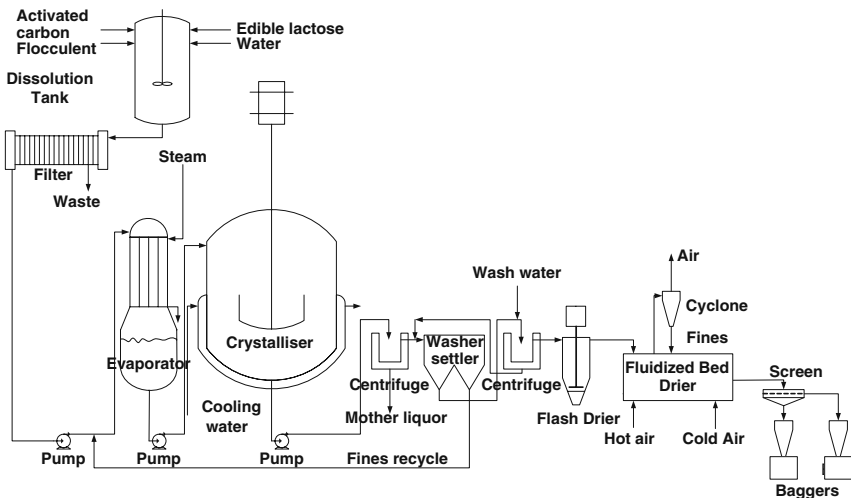 Activated
carbon
Flocculent
Edible lactose
Water
Dissolution
Tank
Filter
Waste
Steam
Evaporator
Crystalliser
Cooling
water
Pump
Pump
Pump
Fines recycle
Centrifuge
Mother liquor
Washer
settler
Wash water
Centrifuge
Flash Drier
Air
Cyclone
Fines
Fluidized Bed
Drier
Hot air
Cold Air
Screen
Baggers